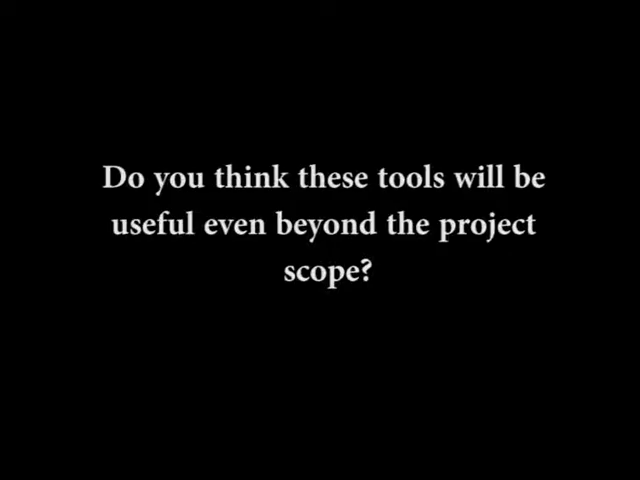 Do you think these tools will be
useful even beyond the project
scope?